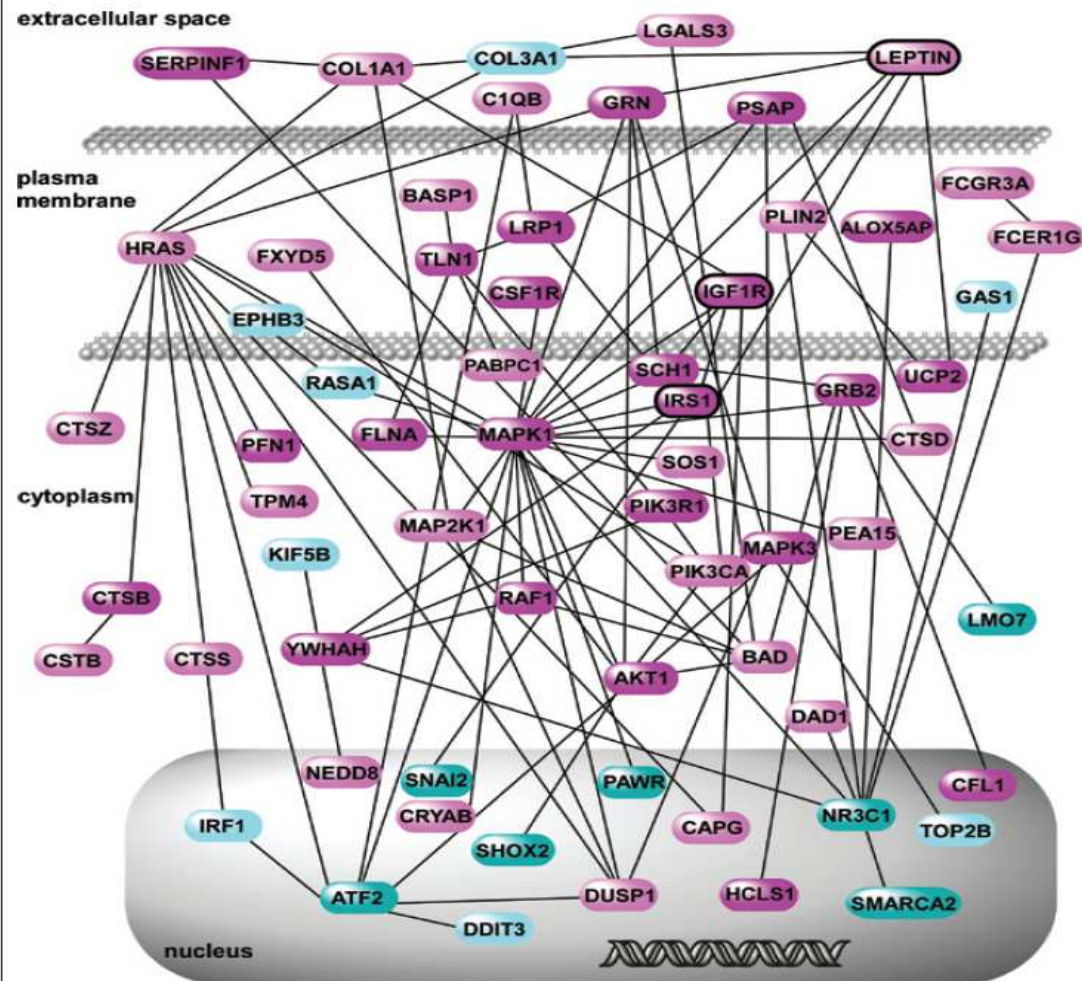 extracellular space
LGALS3
SERPINF1
COL1A1
COL3A1
LEPTIN
C1QB
GRN
PSAP
plasma
membrane
BASP1
FCGR3A
PLIN2
ALOX5AP
LRP1
FCER1G
HRAS
FXYD5
TLN1
CSF1R
IGF1R
GAS1
EPHB3
PABPC1
SCH1
UCP2
RASA1
GRB2
IRS1
CTSZ
PFN1
FLNA
MAPK1
CTSD
SOS1
cytoplasm
TPM4
PIK3R1
MAP2K1
PEA15
KIF5B
MAPK3
PIK3CA
CTSB
RAF1
LMO7
YWHAH
CSTB
CTSS
BAD
AKT1
DAD1
NEDD8
SNAI2
PAWR
CFL1
CRYAB
NR3C1
IRF1
CAPG
TOP2B
SHOX2
ATF2
DUSP1
HCLS1
SMARCA2
DDIT3
nucleus